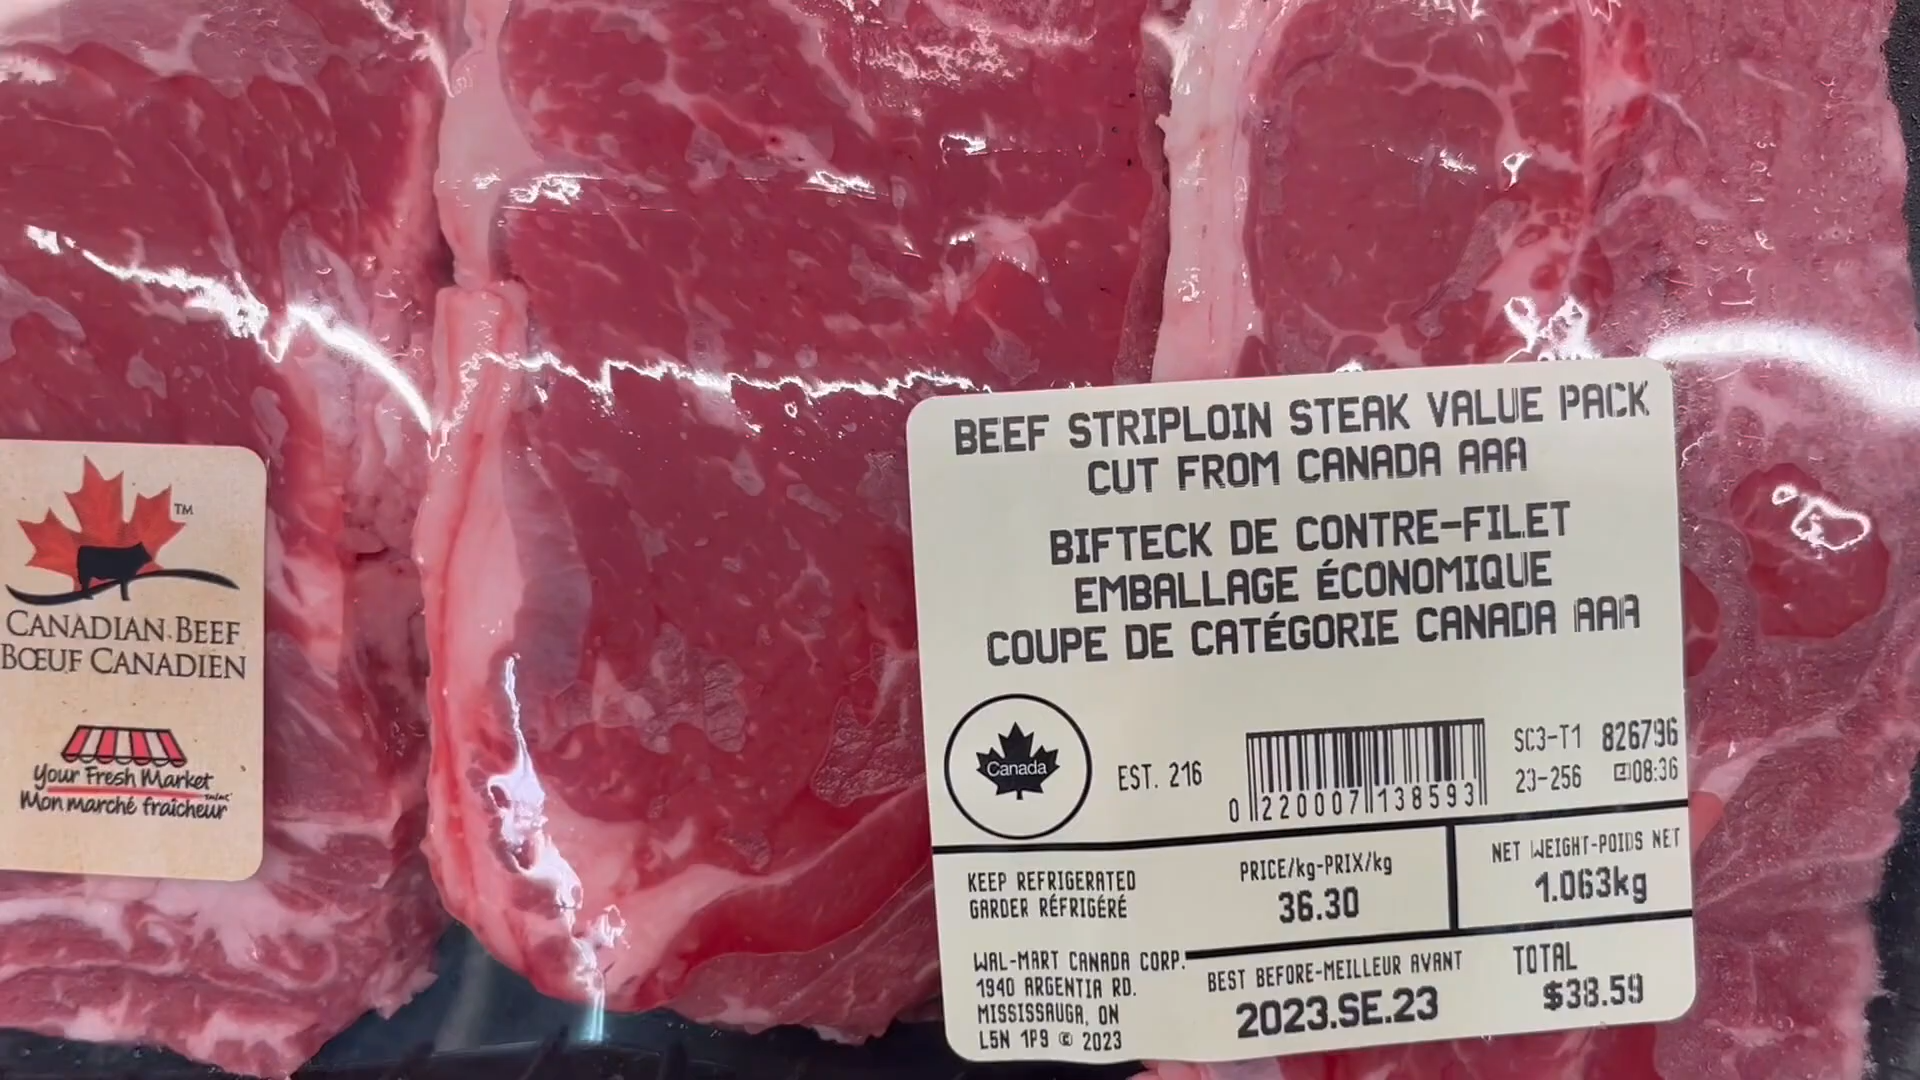 CANADIAN BEEF
BŒUF CANADIEN
TM
Your Fresh Market
Mon marché fraîcheur
BEEF STRIPLOIN STEAK VALUE PACK
CUT FROM CANADA AAA
BIFTECK DE CONTRE-FILET
EMBALLAGE ÉCONOMIQUE
COUPE DE CATÉGORIE CANADA AAA
Canada
EST. 216
0 220007 138593
SC3-T1 826796
23-256 08:36
KEEP REFRIGERATED
GARDER RÉFRIGÉRÉ
PRICE/kg-PRIX/kg
36.30
NET WEIGHT-POIDS NET
1.063kg
WAL-MART CANADA CORP.
1940 ARGENTIA RD.
MISSISSAUGA, ON
L5N 1P9 © 2023
BEST BEFORE-MEILLEUR AVANT
2023.SE.23
TOTAL
$38.59